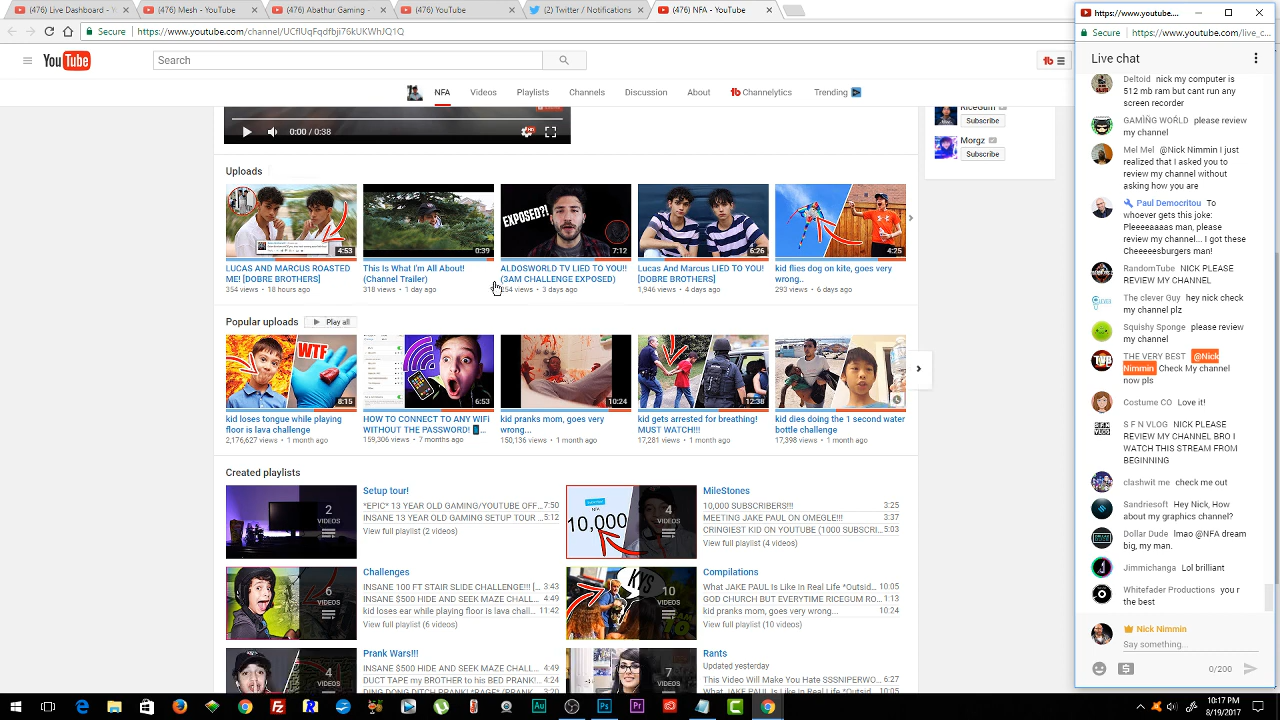 (476) Live Dashboard -
(476) Mesh - YouTube
(476) Abathur Gaming -
(476) YouTube
(2) Twitter / Notifications
(476) NFA - YouTube
https://www.youtube....
Secure
https://www.youtube.com/channel/UCflUqFqdfbji76kUKWhJQ1Q
Secure
https://www.youtube.com/live_c...
YouTube
Search
NFA
Videos
Playlists
Channels
Discussion
About
Channelytics
Trending
0:00 / 0:38
RiceGum
Subscribe
Morgz
Subscribe
Uploads
4:53
0:39
EXPOSED?!
7:12
6:26
4:25
LUCAS AND MARCUS ROASTED
ME! [DOBRE BROTHERS]
354 views • 18 hours ago
This Is What I'm All About!
(Channel Trailer)
318 views • 1 day ago
ALDOSWORLD TV LIED TO YOU!!
(3AM CHALLENGE EXPOSED)
254 views • 3 days ago
Lucas And Marcus LIED TO YOU!
[DOBRE BROTHERS]
1,946 views • 4 days ago
kid flies dog on kite, goes very
wrong..
293 views • 6 days ago
Popular uploads
Play all
WTF
8:15
6:53
10:24
12:38
kid loses tongue while playing
floor is lava challenge
2,176,627 views • 1 month ago
HOW TO CONNECT TO ANY WiFi
WITHOUT THE PASSWORD!
...
159,306 views • 7 months ago
kid pranks mom, goes very
wrong...
150,136 views • 1 month ago
kid gets arrested for breathing!
MUST WATCH!!!
17,281 views • 1 month ago
kid dies doing the 1 second water
bottle challenge
17,398 views • 1 month ago
Created playlists
2
VIDEOS
Setup tour!
*EPIC* 13 YEAR OLD GAMING/YOUTUBE OFF... 7:50
INSANE 13 YEAR OLD GAMING SETUP TOUR ... 5:12
View full playlist (2 videos)
NFA
10,000
4
VIDEOS
MileStones
10,000 SUBSCRIBERS!!! 3:25
MEETING JAKE PAUL ON OMEGLE!!! 3:37
CRINGIEST KID ON YOUTUBE (1000 SUBSCRI... 5:03
View full playlist (4 videos)
6
VIDEOS
Challenges
INSANE 100 FT STAIR SLIDE CHALLENGE!!! [... 3:43
INSANE $500 HIDE AND SEEK MAZE CHALL... 4:49
kid loses ear while playing floor is lava chall... 11:42
View full playlist (6 videos)
KYS
10
VIDEOS
Compilations
What JAKE PAUL Is Like In Real Life *Outsid... 10:05
GOD CHURCH BUT EVERYTIME RICEGUM RO... 1:13
kid pranks mom, goes very wrong... 10:24
View full playlist (10 videos)
4
VIDEOS
Prank Wars!!!
INSANE $500 HIDE AND SEEK MAZE CHALL... 4:49
DUCT TAPE my BROTHER to his BED PRANK!... 4:24
DING DONG DITCH PRANK! *RAGE* (PRANK... 3:20
7
VIDEOS
Rants
Updated yesterday
This Video Will Make You Hate SSSNIPERWO... 6:27
What JAKE PAUL Is Like In Real Life *Outsid... 10:05
Live chat
Deltoid nick my computer is
512 mb ram but cant run any
screen recorder
GAMİÑG WORLD please review
my channel
Mel Mel @Nick Nimmin I just
realized that I asked you to
review my channel without
asking how you are
Paul Democritou To
whoever gets this joke:
Pleeeeaaaas man, please
review my channel... I got these
Cheeeeesburgers man!
RandomTube NICK PLEASE
REVIEW MY CHANNEL
The clever Guy hey nick check
my channel plz
Squishy Sponge please review
my channel
THE VERY BEST @Nick
Nimmin Check My channel
now pls
Costume CO Love it!
S F N VLOG NICK PLEASE
REVIEW MY CHANNEL BRO I
WATCH THIS STREAM FROM
BEGINNING
clashwit me check me out
Sandriesoft Hey Nick, How
about my graphics channel?
Dollar Dude lmao @NFA dream
big, my man.
Jimmichanga Lol brilliant
Whitefader Productions you r
the best
Nick Nimmin
Say something...
0/200
10:17 PM
8/19/2017